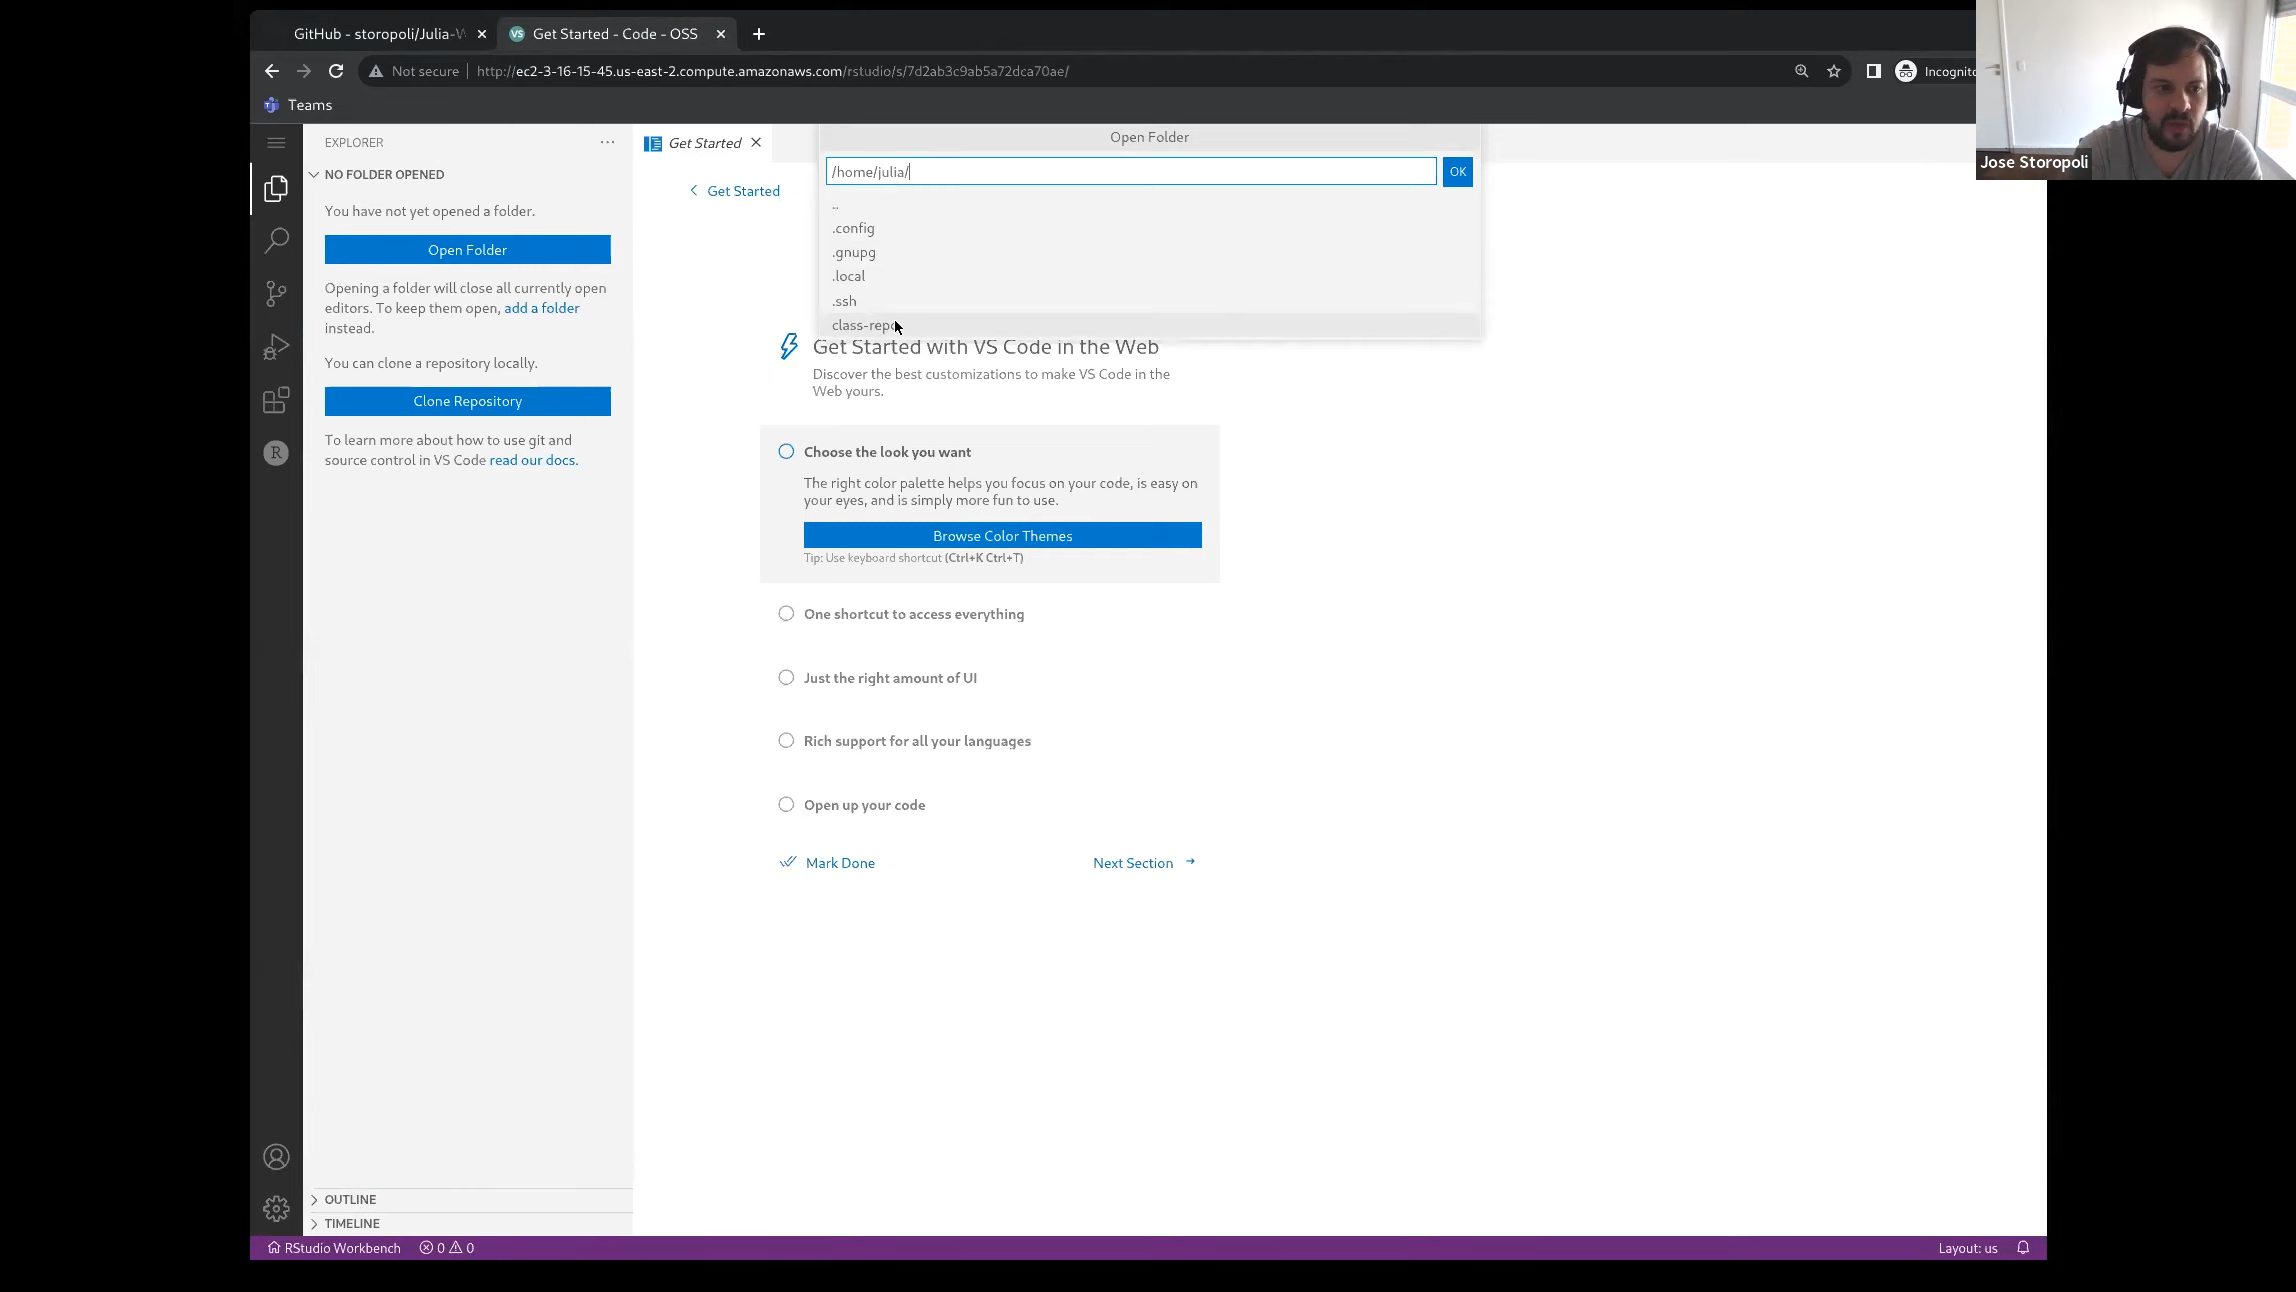 GitHub - storopoli/Julia-W
Get Started - Code - OSS
Not secure
http://ec2-3-16-15-45.us-east-2.compute.amazonaws.com/rstudio/s/7d2ab3c9ab5a72dca70ae/
Incognito
Teams
EXPLORER
NO FOLDER OPENED
You have not yet opened a folder.
Open Folder
Opening a folder will close all currently open
editors. To keep them open, add a folder
instead.
You can clone a repository locally.
Clone Repository
To learn more about how to use git and
source control in VS Code read our docs.
OUTLINE
TIMELINE
Get Started
Get Started
Open Folder
/home/julia/
OK
..
.config
.gnupg
.local
.ssh
class-repo
Get Started with VS Code in the Web
Discover the best customizations to make VS Code in the
Web yours.
Choose the look you want
The right color palette helps you focus on your code, is easy on
your eyes, and is simply more fun to use.
Browse Color Themes
Tip: Use keyboard shortcut (Ctrl+K Ctrl+T)
One shortcut to access everything
Just the right amount of UI
Rich support for all your languages
Open up your code
Mark Done
Next Section
RStudio Workbench
0 0
Layout: us
Jose Storopoli
VS
R